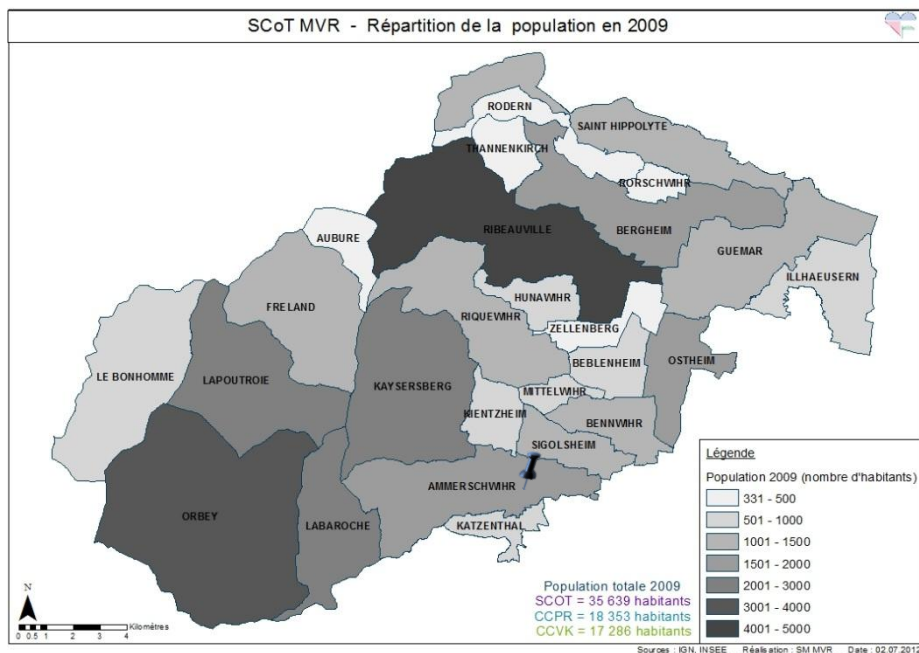 SCoT MVR - Répartition de la population en 2009
RODERN
SAINT HIPPOLYTE
THANNENKIRCH
RORSCHWIHR
RIBEAUVILLE
BERGHEIM
AUBURE
GUEMAR
ILLHAEUSERN
HUNAWIHR
FRELAND
RIQUEWIHR
ZELLENBERG
OSTHEIM
BEBLENHEIM
LE BONHOMME
LAPOUTROIE
KAYSERSBERG
MITTELWIHR
KIENTZHEIM
BENNWIHR
SIGOLSHEIM
AMMERSCHWIHR
ORBEY
LABAROCHE
KATZENTHAL
Légende
Population 2009 (nombre d'habitants)
331 - 500
501 - 1000
1001 - 1500
1501 - 2000
2001 - 3000
3001 - 4000
4001 - 5000
Population totale 2009
SCOT = 35 639 habitants
CCPR = 18 353 habitants
CCVK = 17 286 habitants
N
Kilomètres
0 0.5 1 2 3 4
Sources : IGN, INSEE Réalisation : SM MVR Date : 02.07.2012